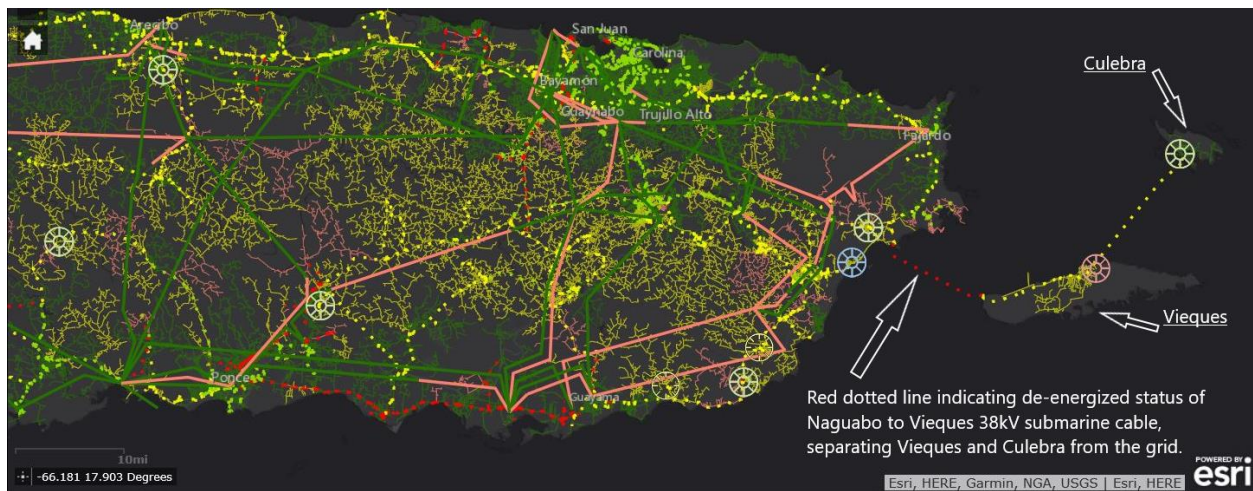 Arecibo
San Juan
Carolina
Culebra
Bayamón
Guaynabo
Trujillo Alto
Fajardo
Vieques
Ponce
Guayama
Red dotted line indicating de-energized status of
Naguabo to Vieques 38kV submarine cable,
separating Vieques and Culebra from the grid.
10mi
-66.181 17.903 Degrees
Esri, HERE, Garmin, NGA, USGS | Esri, HERE
POWERED BY
esri